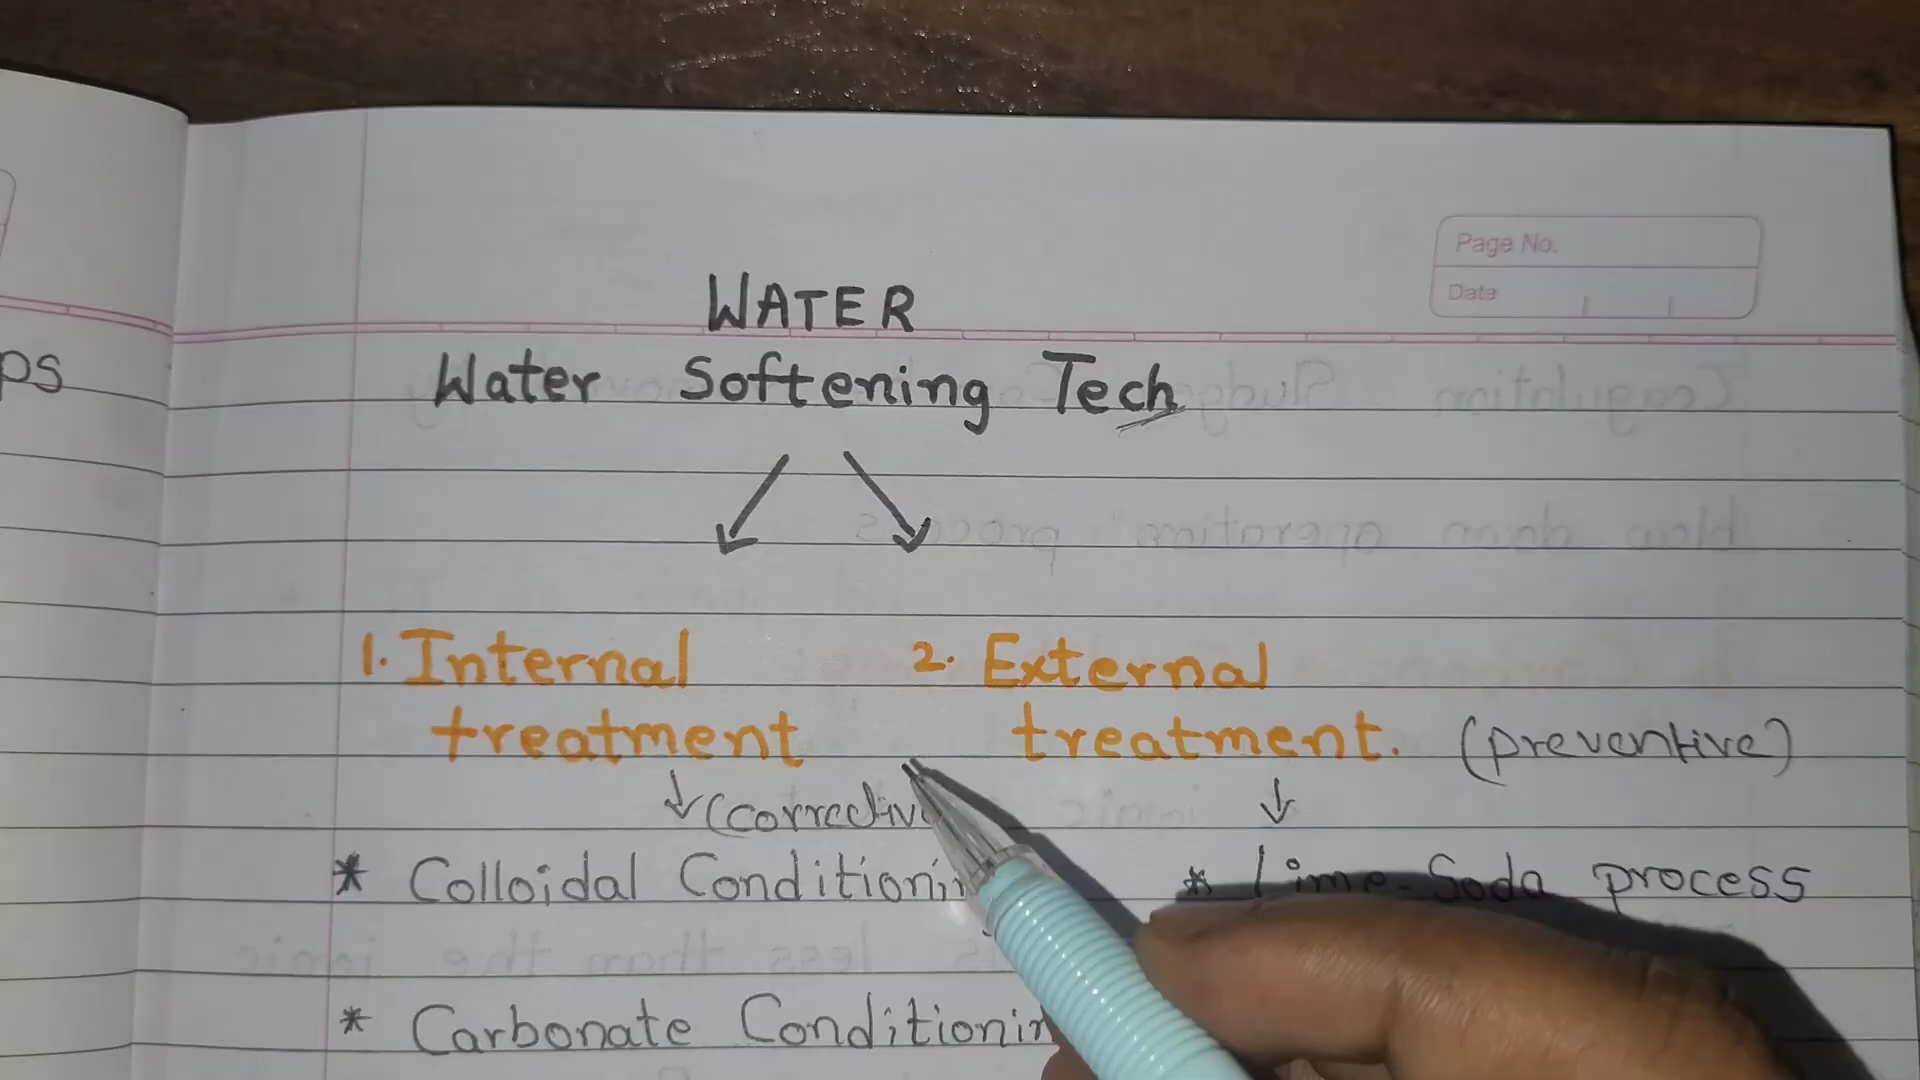 Page No.
Date
WATER
ps
Water Softening Tech
1. Internal 2. External
treatment treatment. (preventive)
(corrective
* Colloidal Conditioning * Lime-Soda process
* Carbonate Conditionin